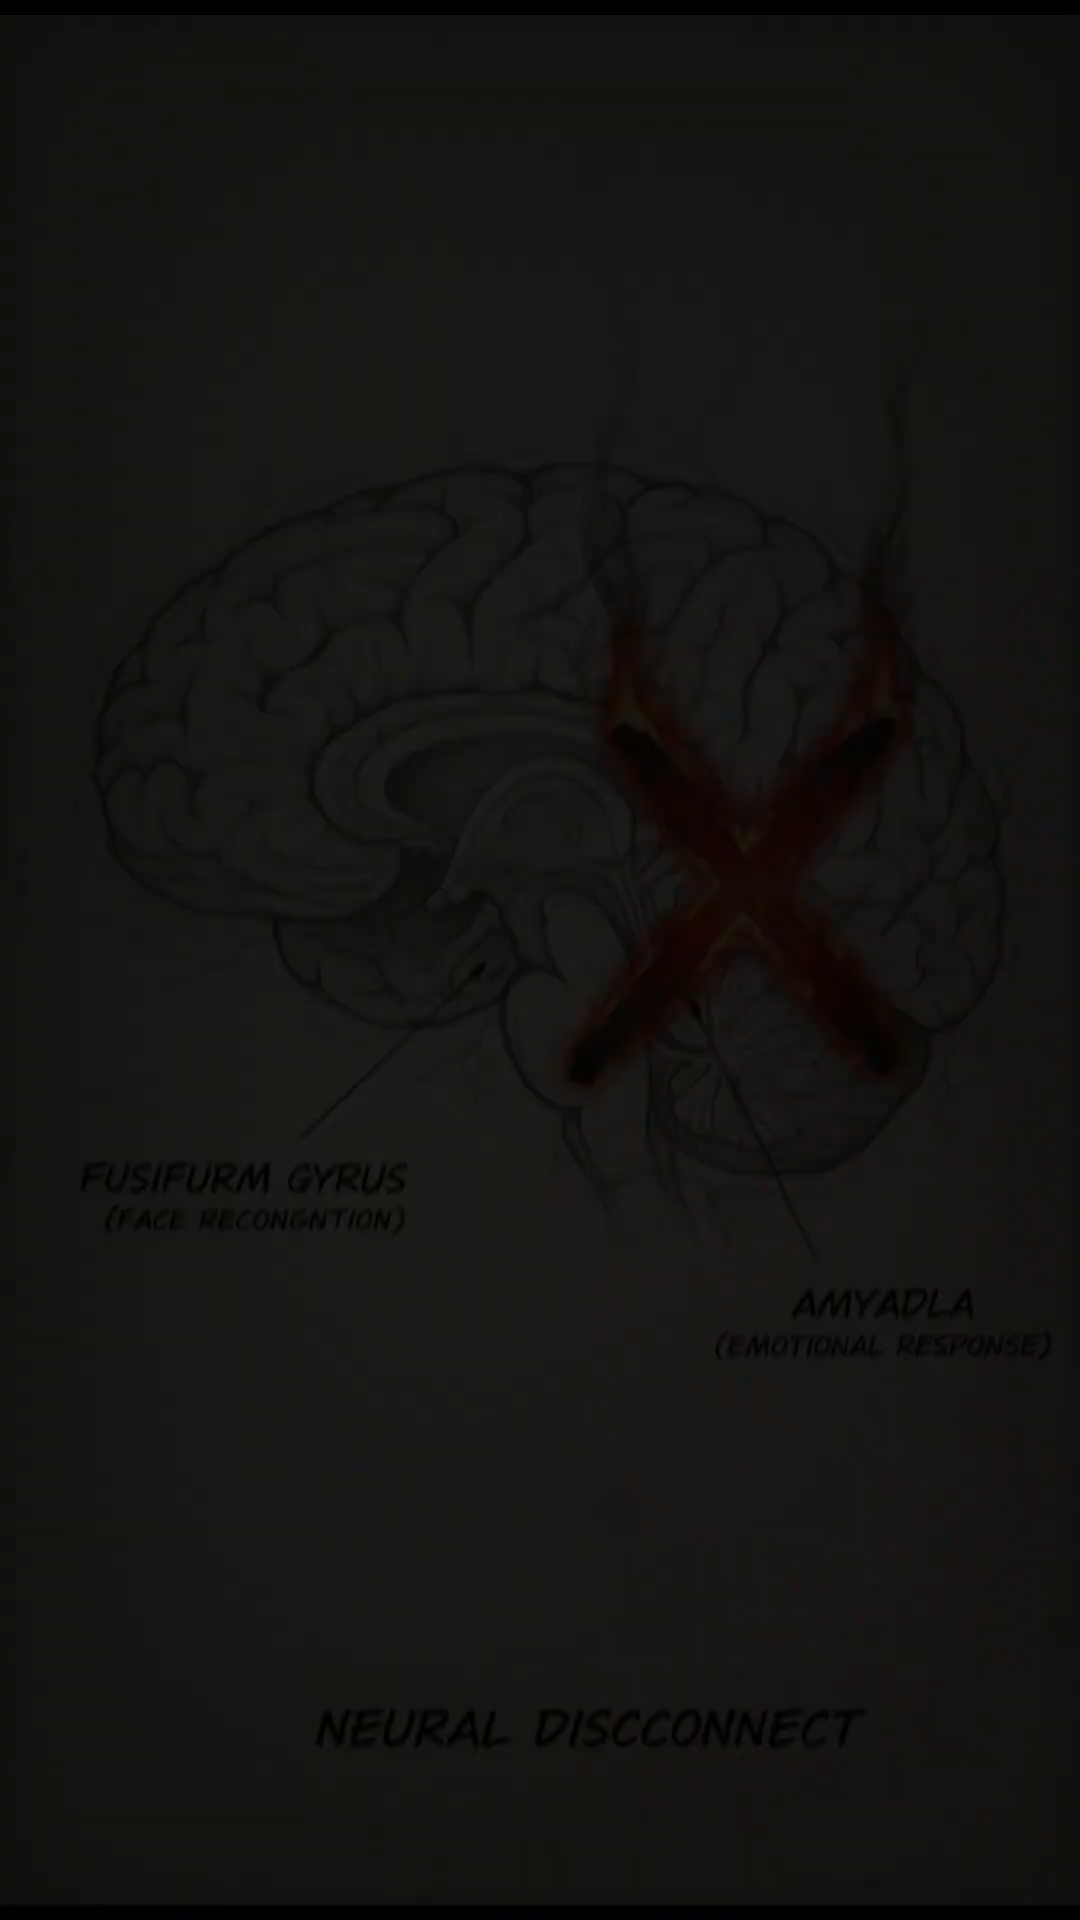 FUSIFURM GYRUS
(FACE RECONGNTION)
AMYADLA
(EMOTIONAL RESPONSE)
NEURAL DISCCONNECT